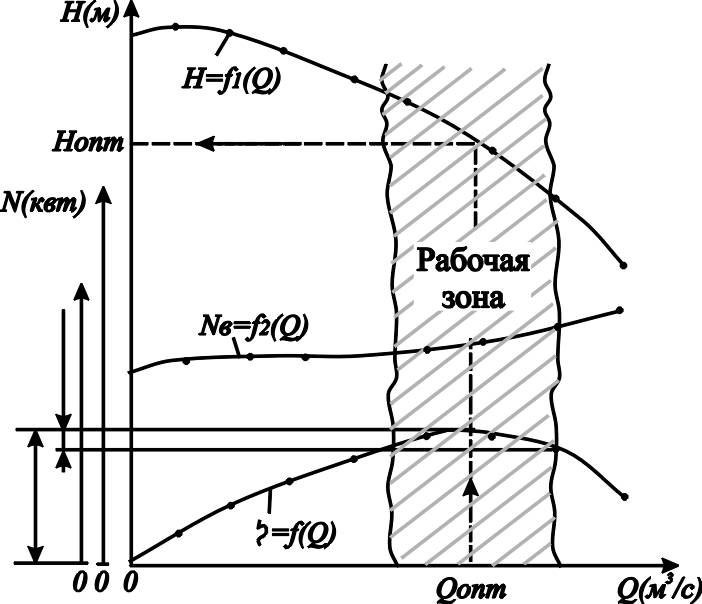 H(м)
H=f1(Q)
Hопт
N(квт)
Рабочая
зона
Nв=f2(Q)
=f(Q)
0 0 0
Qопт
Q(м³/с)